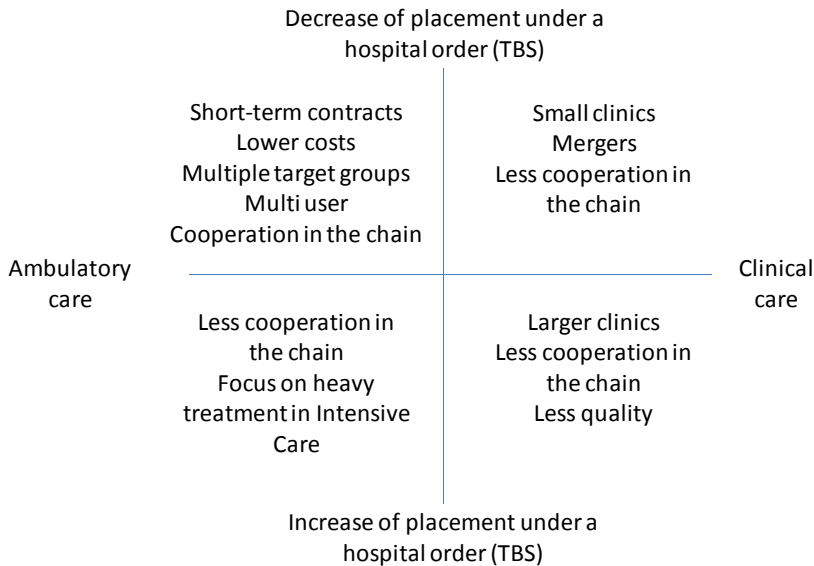 Decrease of placement under a
hospital order (TBS)
Short-term contracts
Lower costs
Multiple target groups
Multi user
Cooperation in the chain
Small clinics
Mergers
Less cooperation in
the chain
Ambulatory
care
Clinical
care
Less cooperation in
the chain
Focus on heavy
treatment in Intensive
Care
Larger clinics
Less cooperation in
the chain
Less quality
Increase of placement under a
hospital order (TBS)